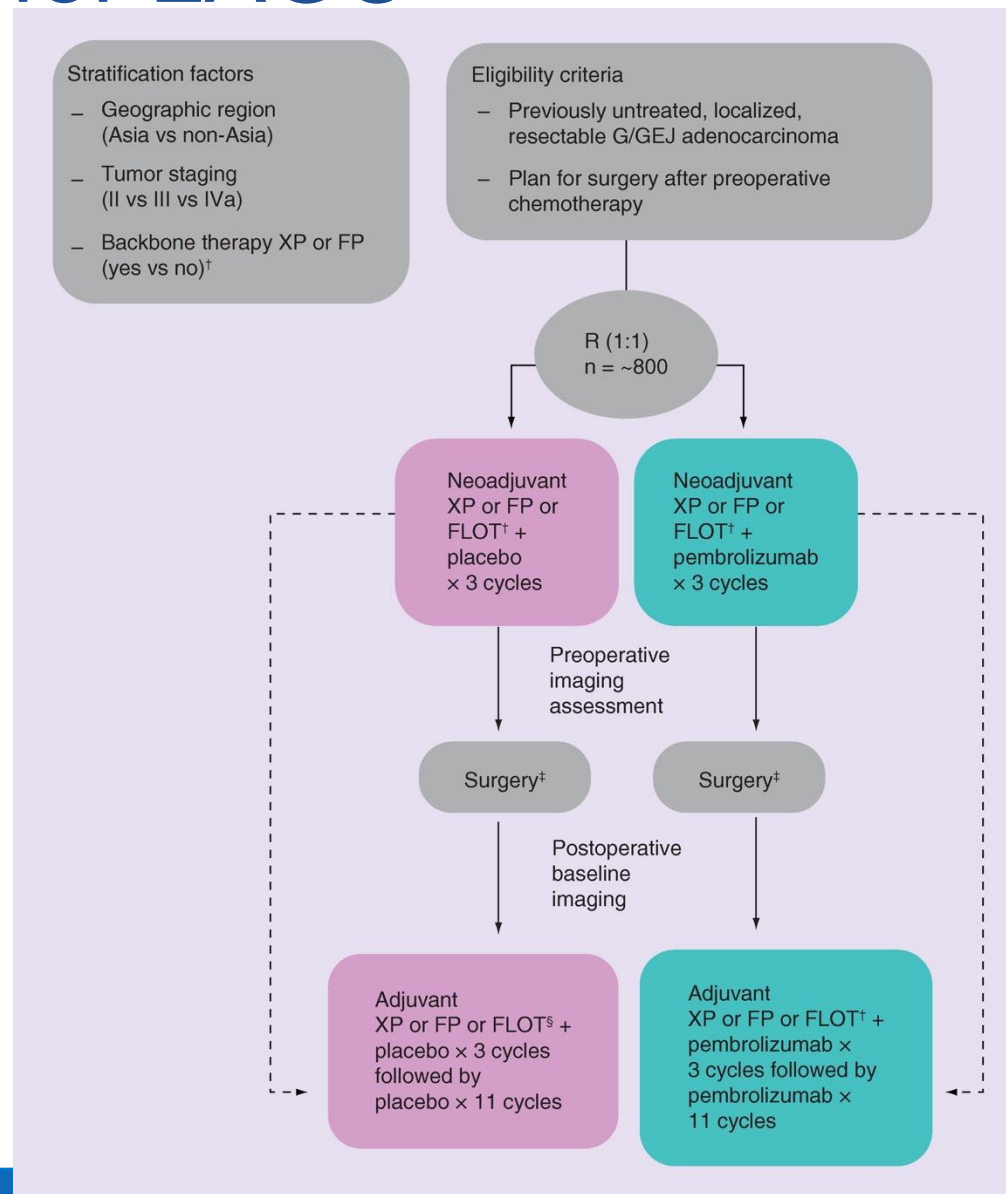 Stratification factors
– Geographic region
(Asia vs non-Asia)
– Tumor staging
(II vs III vs IVa)
– Backbone therapy XP or FP
(yes vs no)†
Eligibility criteria
– Previously untreated, localized,
resectable G/GEJ adenocarcinoma
– Plan for surgery after preoperative
chemotherapy
R (1:1)
n = ~800
Neoadjuvant
XP or FP or
FLOT† +
placebo
× 3 cycles
Neoadjuvant
XP or FP or
FLOT† +
pembrolizumab
× 3 cycles
Preoperative
imaging
assessment
Surgery‡
Surgery‡
Postoperative
baseline
imaging
Adjuvant
XP or FP or FLOT§ +
placebo × 3 cycles
followed by
placebo × 11 cycles
Adjuvant
XP or FP or FLOT† +
pembrolizumab ×
3 cycles followed by
pembrolizumab ×
11 cycles